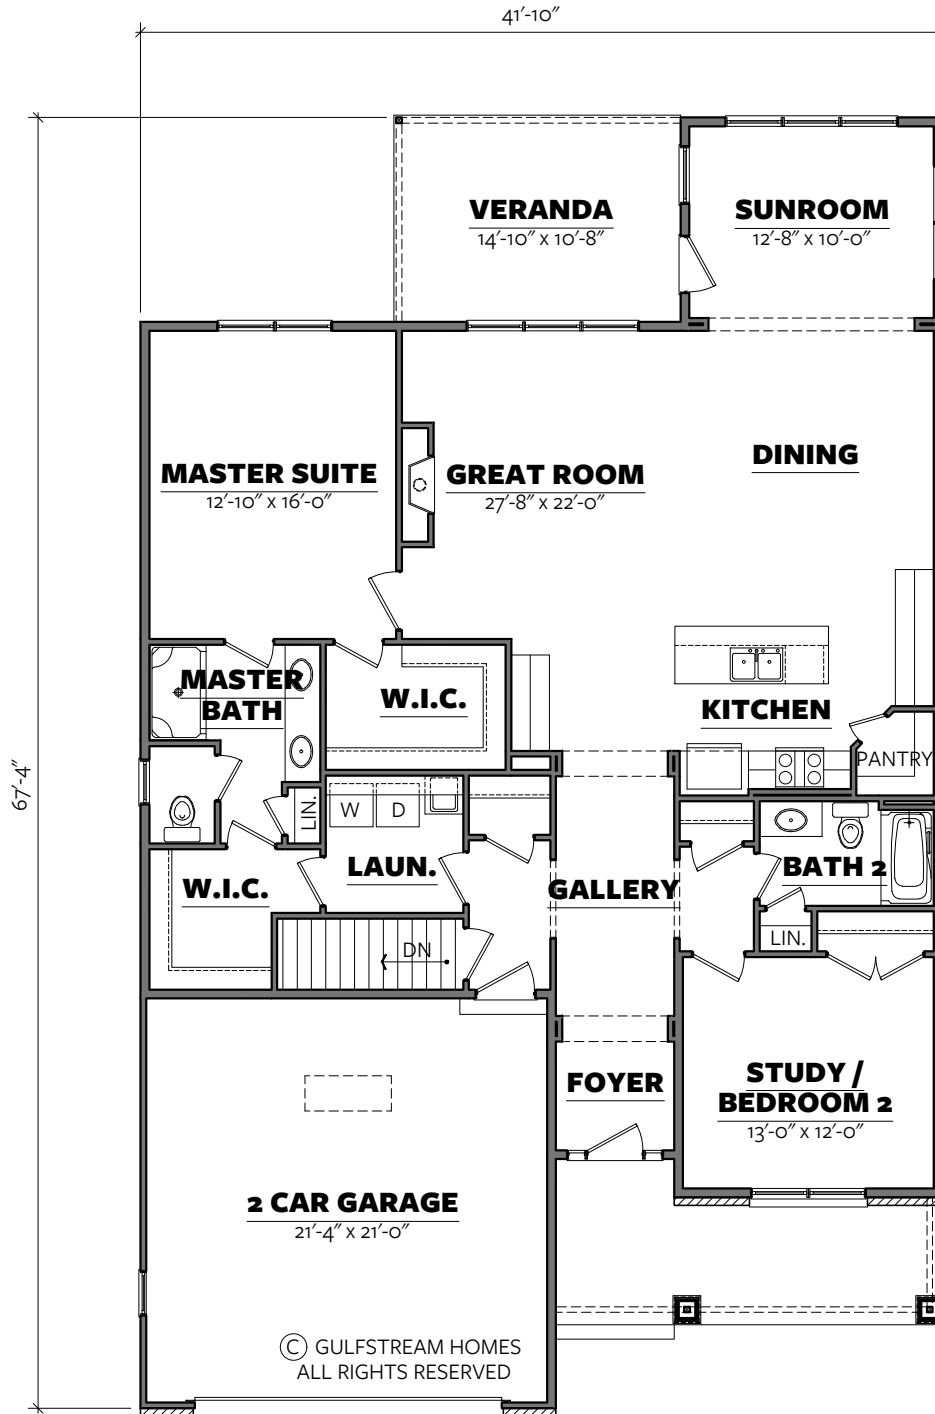 41'-10"
67'-4"
VERANDA
14'-10" x 10'-8"
SUNROOM
12'-8" x 10'-0"
MASTER SUITE
12'-10" x 16'-0"
GREAT ROOM
27'-8" x 22'-0"
DINING
MASTER
BATH
W.I.C.
KITCHEN
PANTRY
LIN.
W
D
LAUN.
W.I.C.
GALLERY
BATH 2
LIN.
DN
FOYER
STUDY /
BEDROOM 2
13'-0" x 12'-0"
2 CAR GARAGE
21'-4" x 21'-0"
© GULFSTREAM HOMES
ALL RIGHTS RESERVED